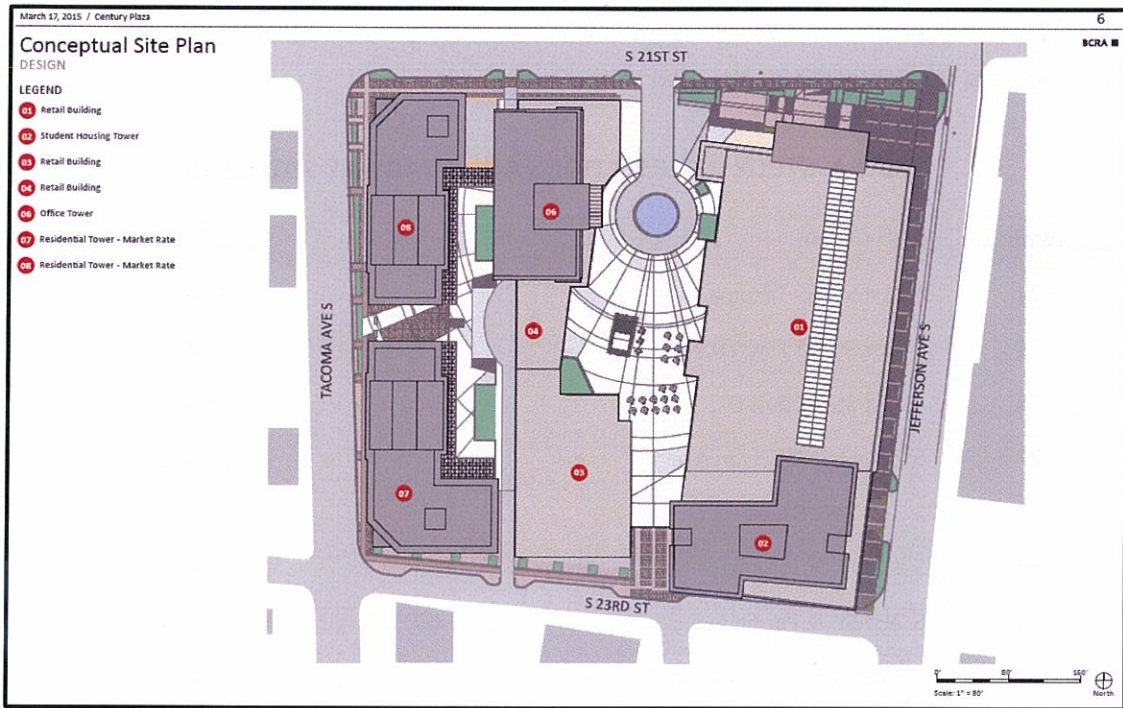 March 17, 2015 / Century Plaza
6
Conceptual Site Plan
DESIGN
BCRA
LEGEND
01 Retail Building
02 Student Housing Tower
03 Retail Building
04 Retail Building
06 Office Tower
07 Residential Tower - Market Rate
08 Residential Tower - Market Rate
S 21ST ST
06
08
01
04
TACOMA AVE S
JEFFERSON AVE S
03
07
02
S 23RD ST
0' 80' 160'
Scale: 1" = 80'
North